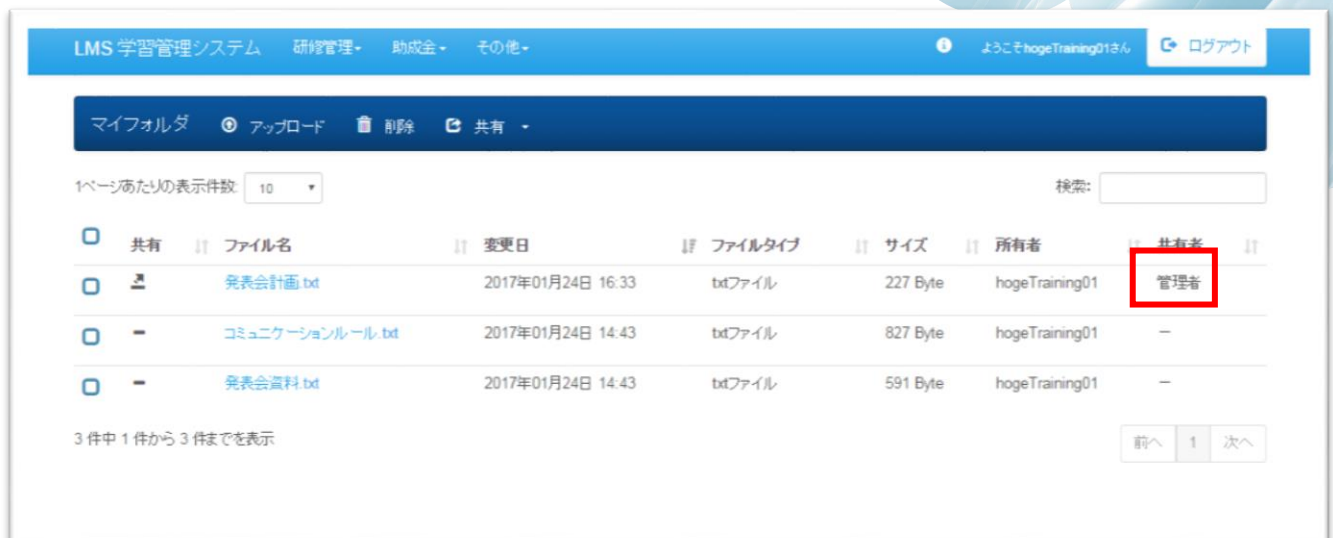 LMS 学習管理システム 研修管理 助成金 その他 ようこそhogeTraining01さん ログアウト
マイフォルダ アップロード 削除 共有
1ページあたりの表示件数: 10 検索:
共有 ファイル名 変更日 ファイルタイプ サイズ 所有者 共有者
発表会計画.txt 2017年01月24日 16:33 txtファイル 227 Byte hogeTraining01 管理者
− コミュニケーションルール.txt 2017年01月24日 14:43 txtファイル 827 Byte hogeTraining01 −
− 発表会資料.txt 2017年01月24日 14:43 txtファイル 591 Byte hogeTraining01 −
3 件中 1 件から 3 件までを表示
前へ 1 次へ